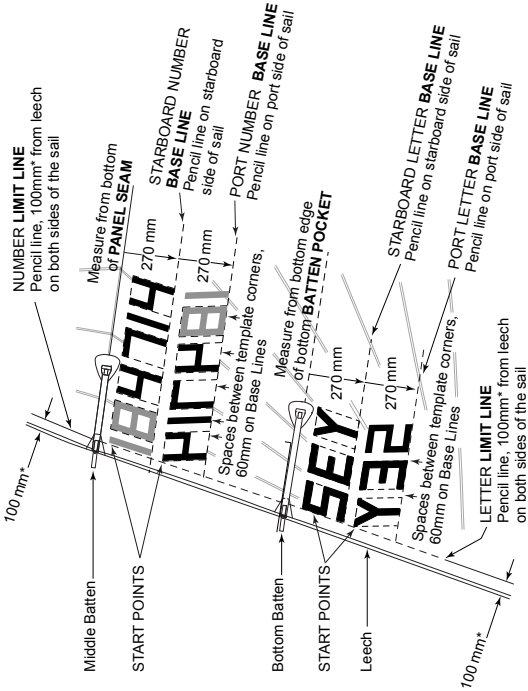 NUMBER LIMIT LINE
Pencil line, 100mm* from leech
on both sides of the sail
Measure from bottom
of PANEL SEAM
STARBOARD NUMBER
BASE LINE
Pencil line on starboard
side of sail
PORT NUMBER BASE LINE
Pencil line on port side of sail
100 mm*
Middle Batten
START POINTS
184714
270 mm
184714
270 mm
Spaces between template corners,
60mm on Base Lines
Measure from bottom edge
of bottom BATTEN POCKET
STARBOARD LETTER BASE LINE
Pencil line on starboard side of sail
PORT LETTER BASE LINE
Pencil line on port side of sail
Bottom Batten
START POINTS
Leech
SEY
270 mm
SEY
270 mm
Spaces between template corners,
60mm on Base Lines
LETTER LIMIT LINE
Pencil line, 100mm* from leech
on both sides of the sail
100 mm*